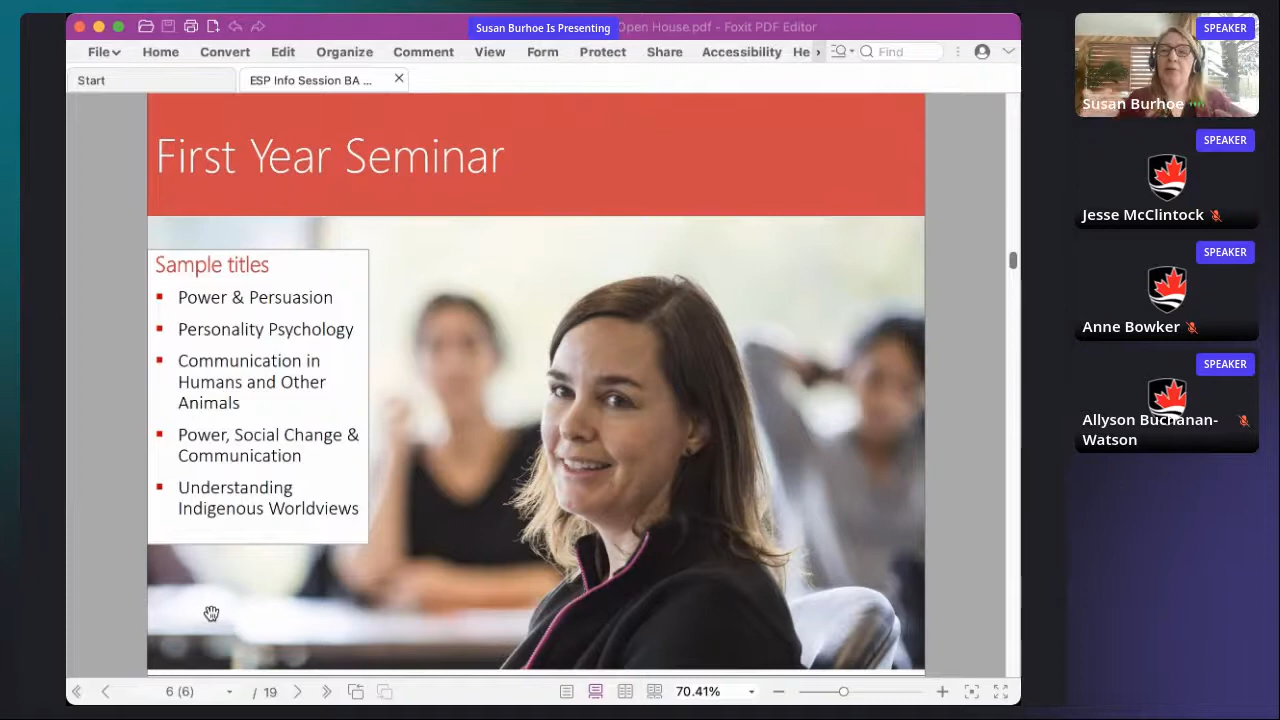 Susan Burhoe Is Presenting
Open House.pdf - Foxit PDF Editor
File Home Convert Edit Organize Comment View Form Protect Share Accessibility He
Find
Start
ESP Info Session BA ...
First Year Seminar
Sample titles
Power & Persuasion
Personality Psychology
Communication in
Humans and Other
Animals
Power, Social Change &
Communication
Understanding
Indigenous Worldviews
6 (6)
/ 19
70.41%
SPEAKER
Susan Burhoe
SPEAKER
Jesse McClintock
SPEAKER
Anne Bowker
SPEAKER
Allyson Buchanan-
Watson